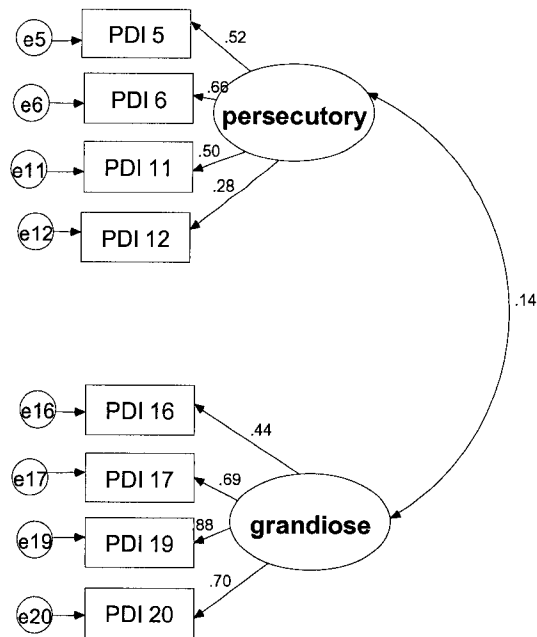 e5
PDI 5
.52
e6
PDI 6
.66
persecutory
e11
PDI 11
.50
e12
PDI 12
.28
.14
e16
PDI 16
.44
e17
PDI 17
.69
e19
PDI 19
.88
grandiose
e20
PDI 20
.70